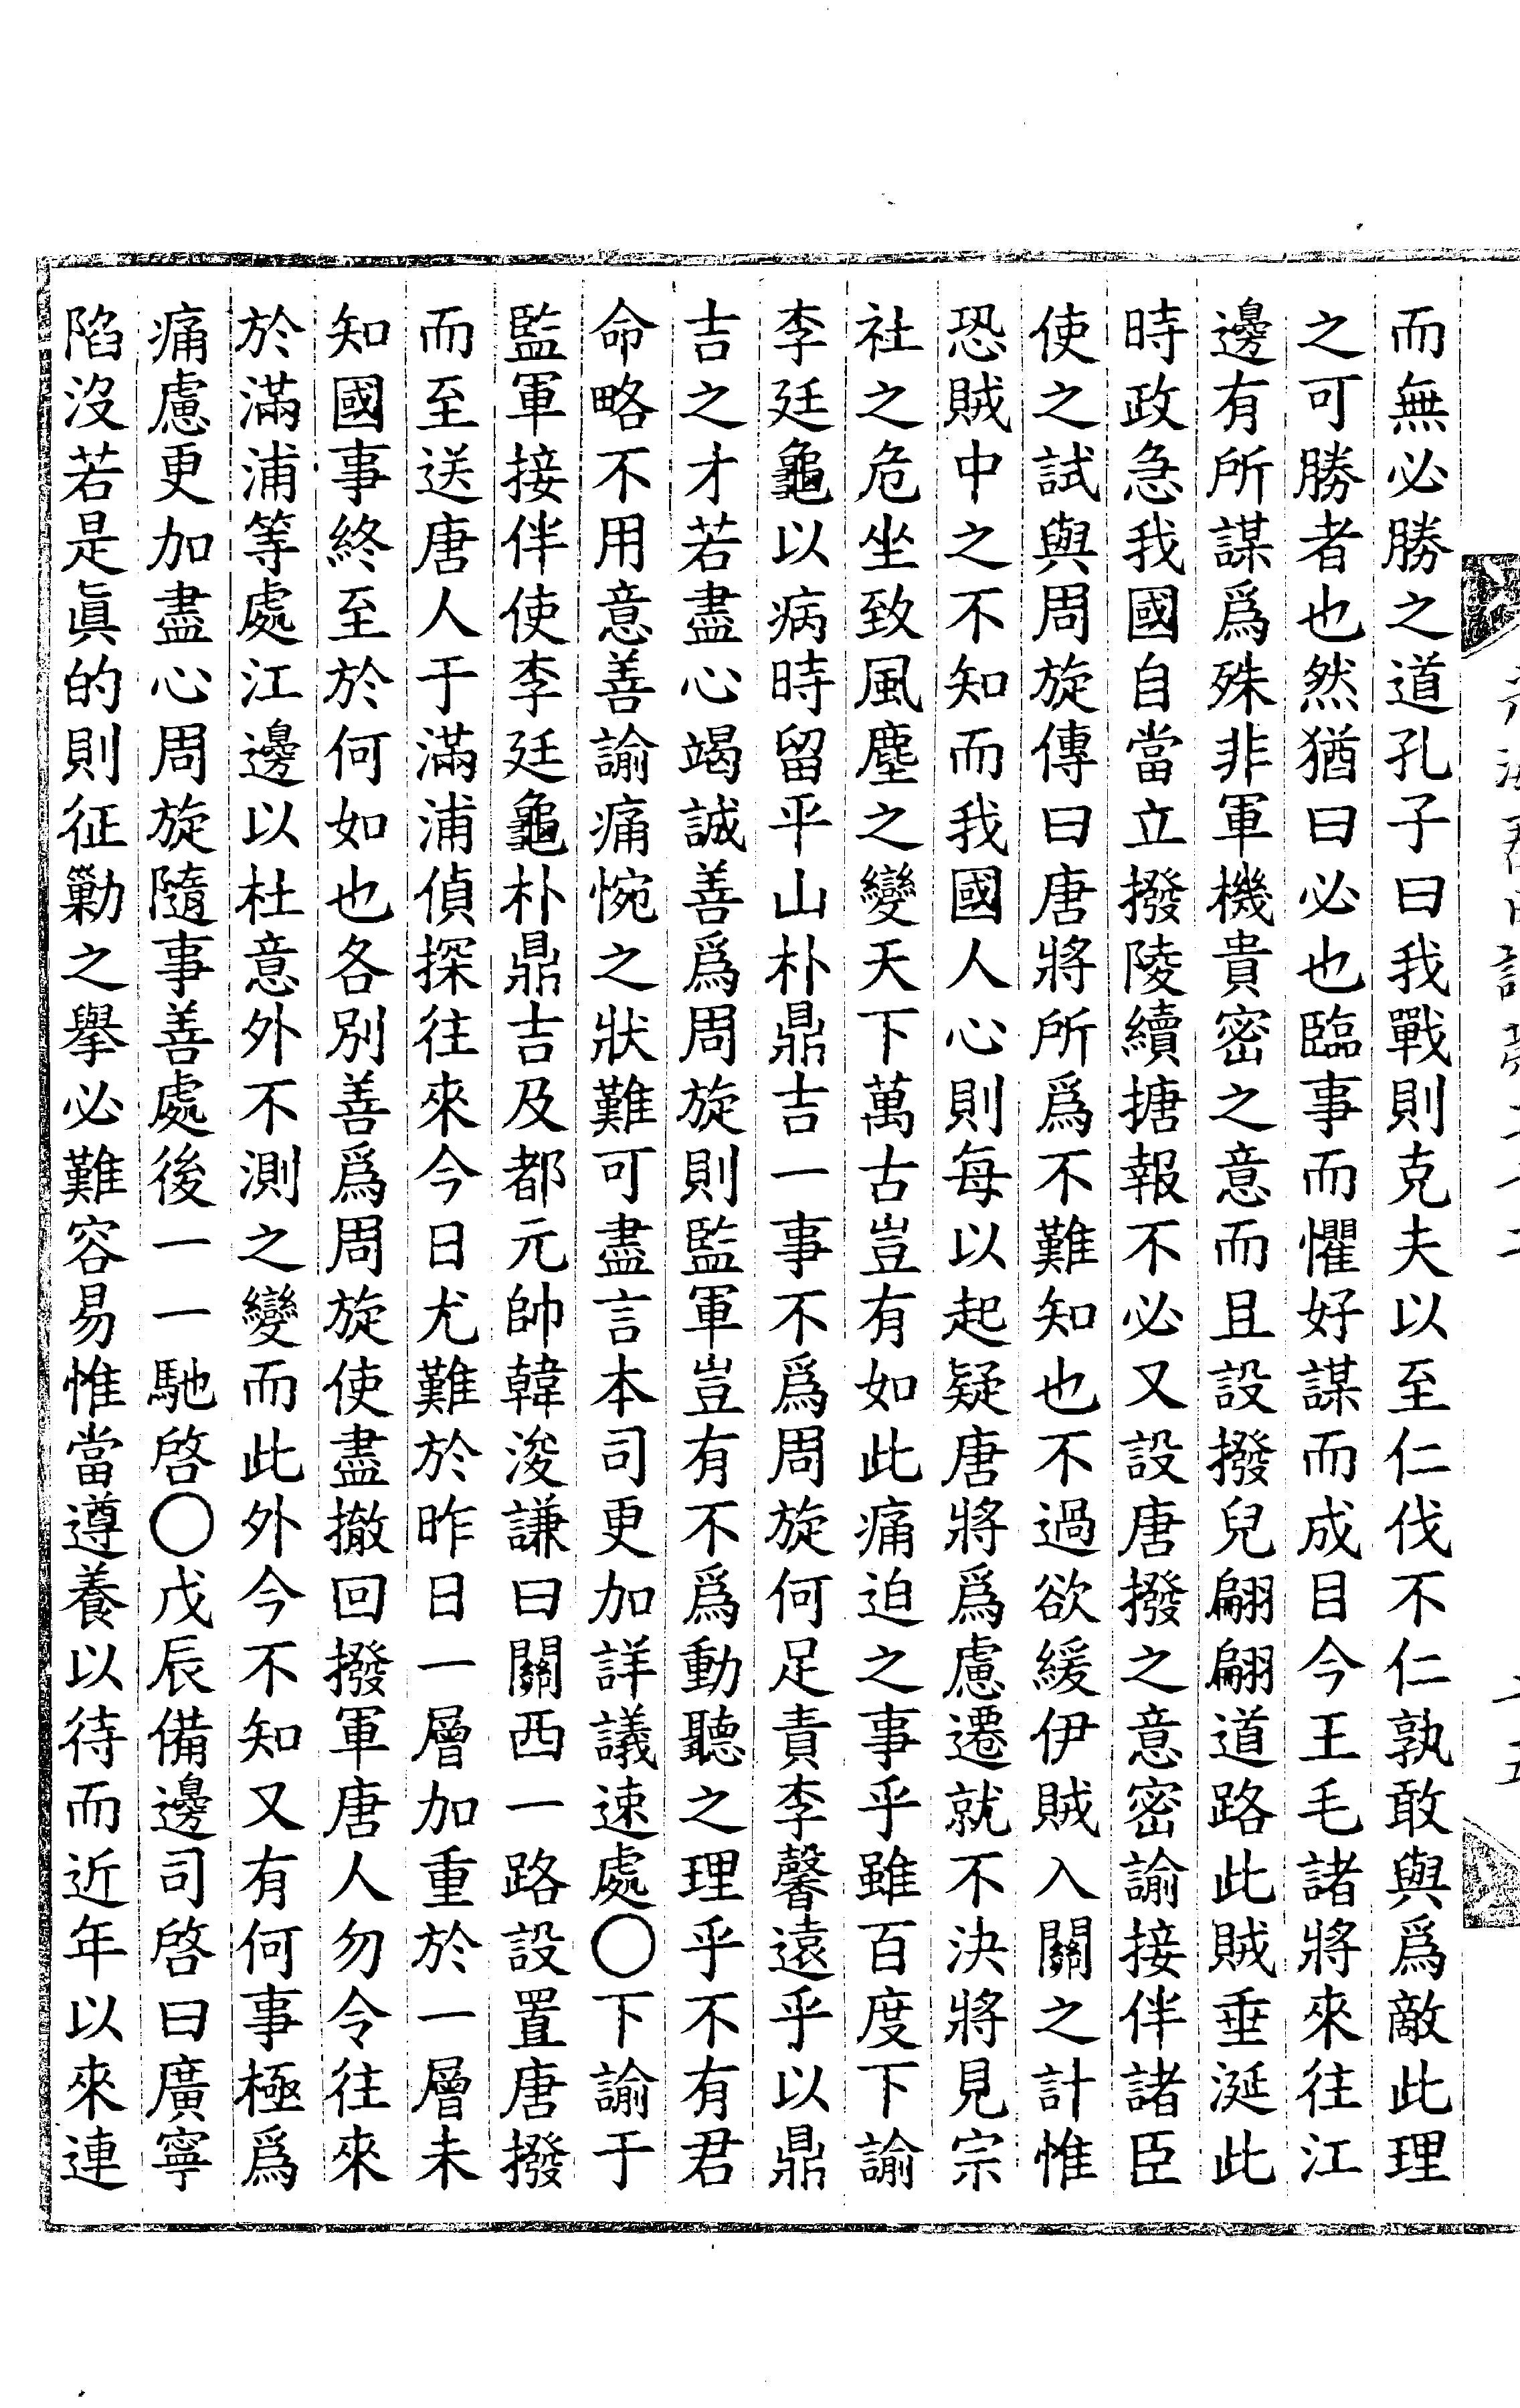 而無必勝之道孔子曰我戰則克夫以至仁伐不仁孰敢與爲敵此理
之可勝者也然猶曰必也臨事而懼好謀而成目今王毛諸將來往江
邊有所謀爲殊非軍機貴密之意而且設撥兒翩翩道路此賊垂涎此
時政急我國自當立撥陵續搪報不必又設唐撥之意密諭接伴諸臣
使之試與周旋傳曰唐將所爲不難知也不過欲緩伊賊入關之計惟
恐賊中之不知而我國人心則每以起疑唐將爲慮遷就不決將見宗
社之危坐致風塵之變天下萬古豈有如此痛迫之事乎雖百度下諭
李廷龜以病時留平山朴鼎吉一事不爲周旋何足責李馨遠乎以鼎
吉之才若盡心竭誠善爲周旋則監軍豈有不爲動聽之理乎不有君
命略不用意善諭痛惋之狀難可盡言本司更加詳議速處〇下諭于
監軍接伴使李廷龜朴鼎吉及都元帥韓浚謙曰關西一路設置唐撥
而至送唐人于滿浦偵探往來今日尤難於昨日一層加重於一層未
知國事終至於何如也各別善爲周旋使盡撤回撥軍唐人勿令往來
於滿浦等處江邊以杜意外不測之變而此外今不知又有何事極爲
痛慮更加盡心周旋隨事善處後一一馳啓〇戊辰備邊司啓曰廣寧
陷沒若是眞的則征勦之擧必難容易惟當遵養以待而近年以來連